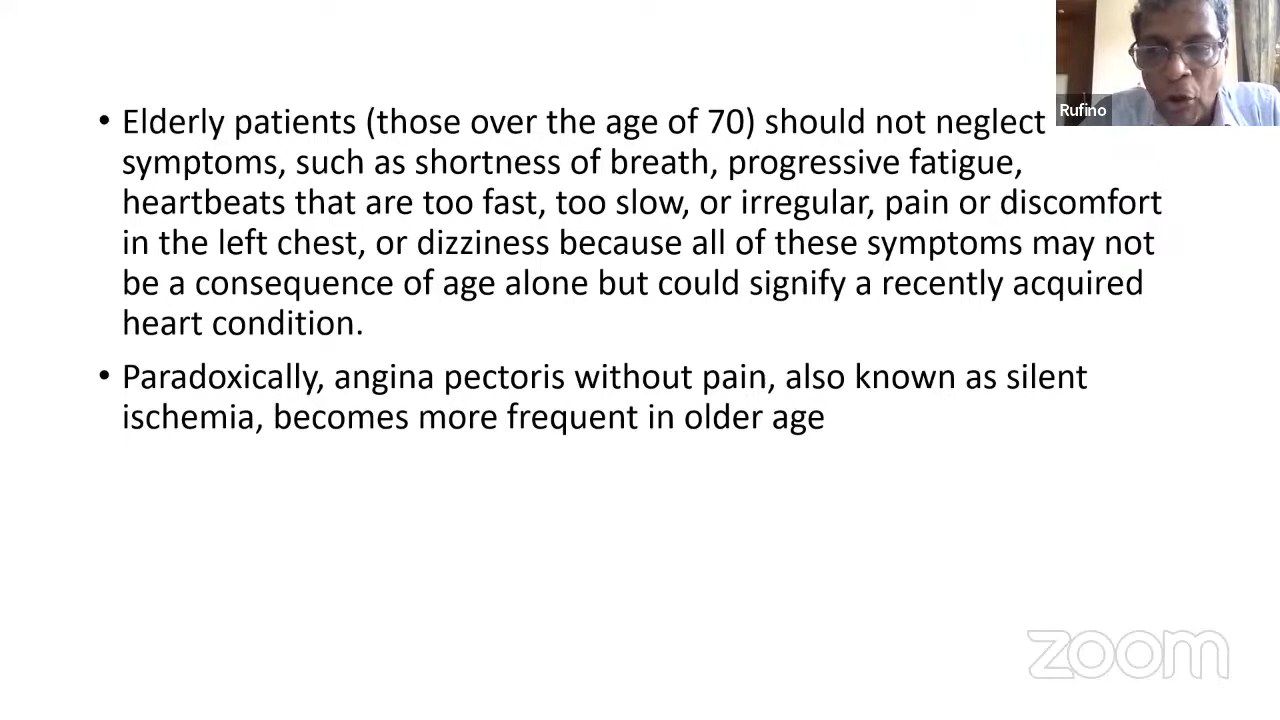 • Elderly patients (those over the age of 70) should not neglect
symptoms, such as shortness of breath, progressive fatigue,
heartbeats that are too fast, too slow, or irregular, pain or discomfort
in the left chest, or dizziness because all of these symptoms may not
be a consequence of age alone but could signify a recently acquired
heart condition.
• Paradoxically, angina pectoris without pain, also known as silent
ischemia, becomes more frequent in older age
Rufino
zoom